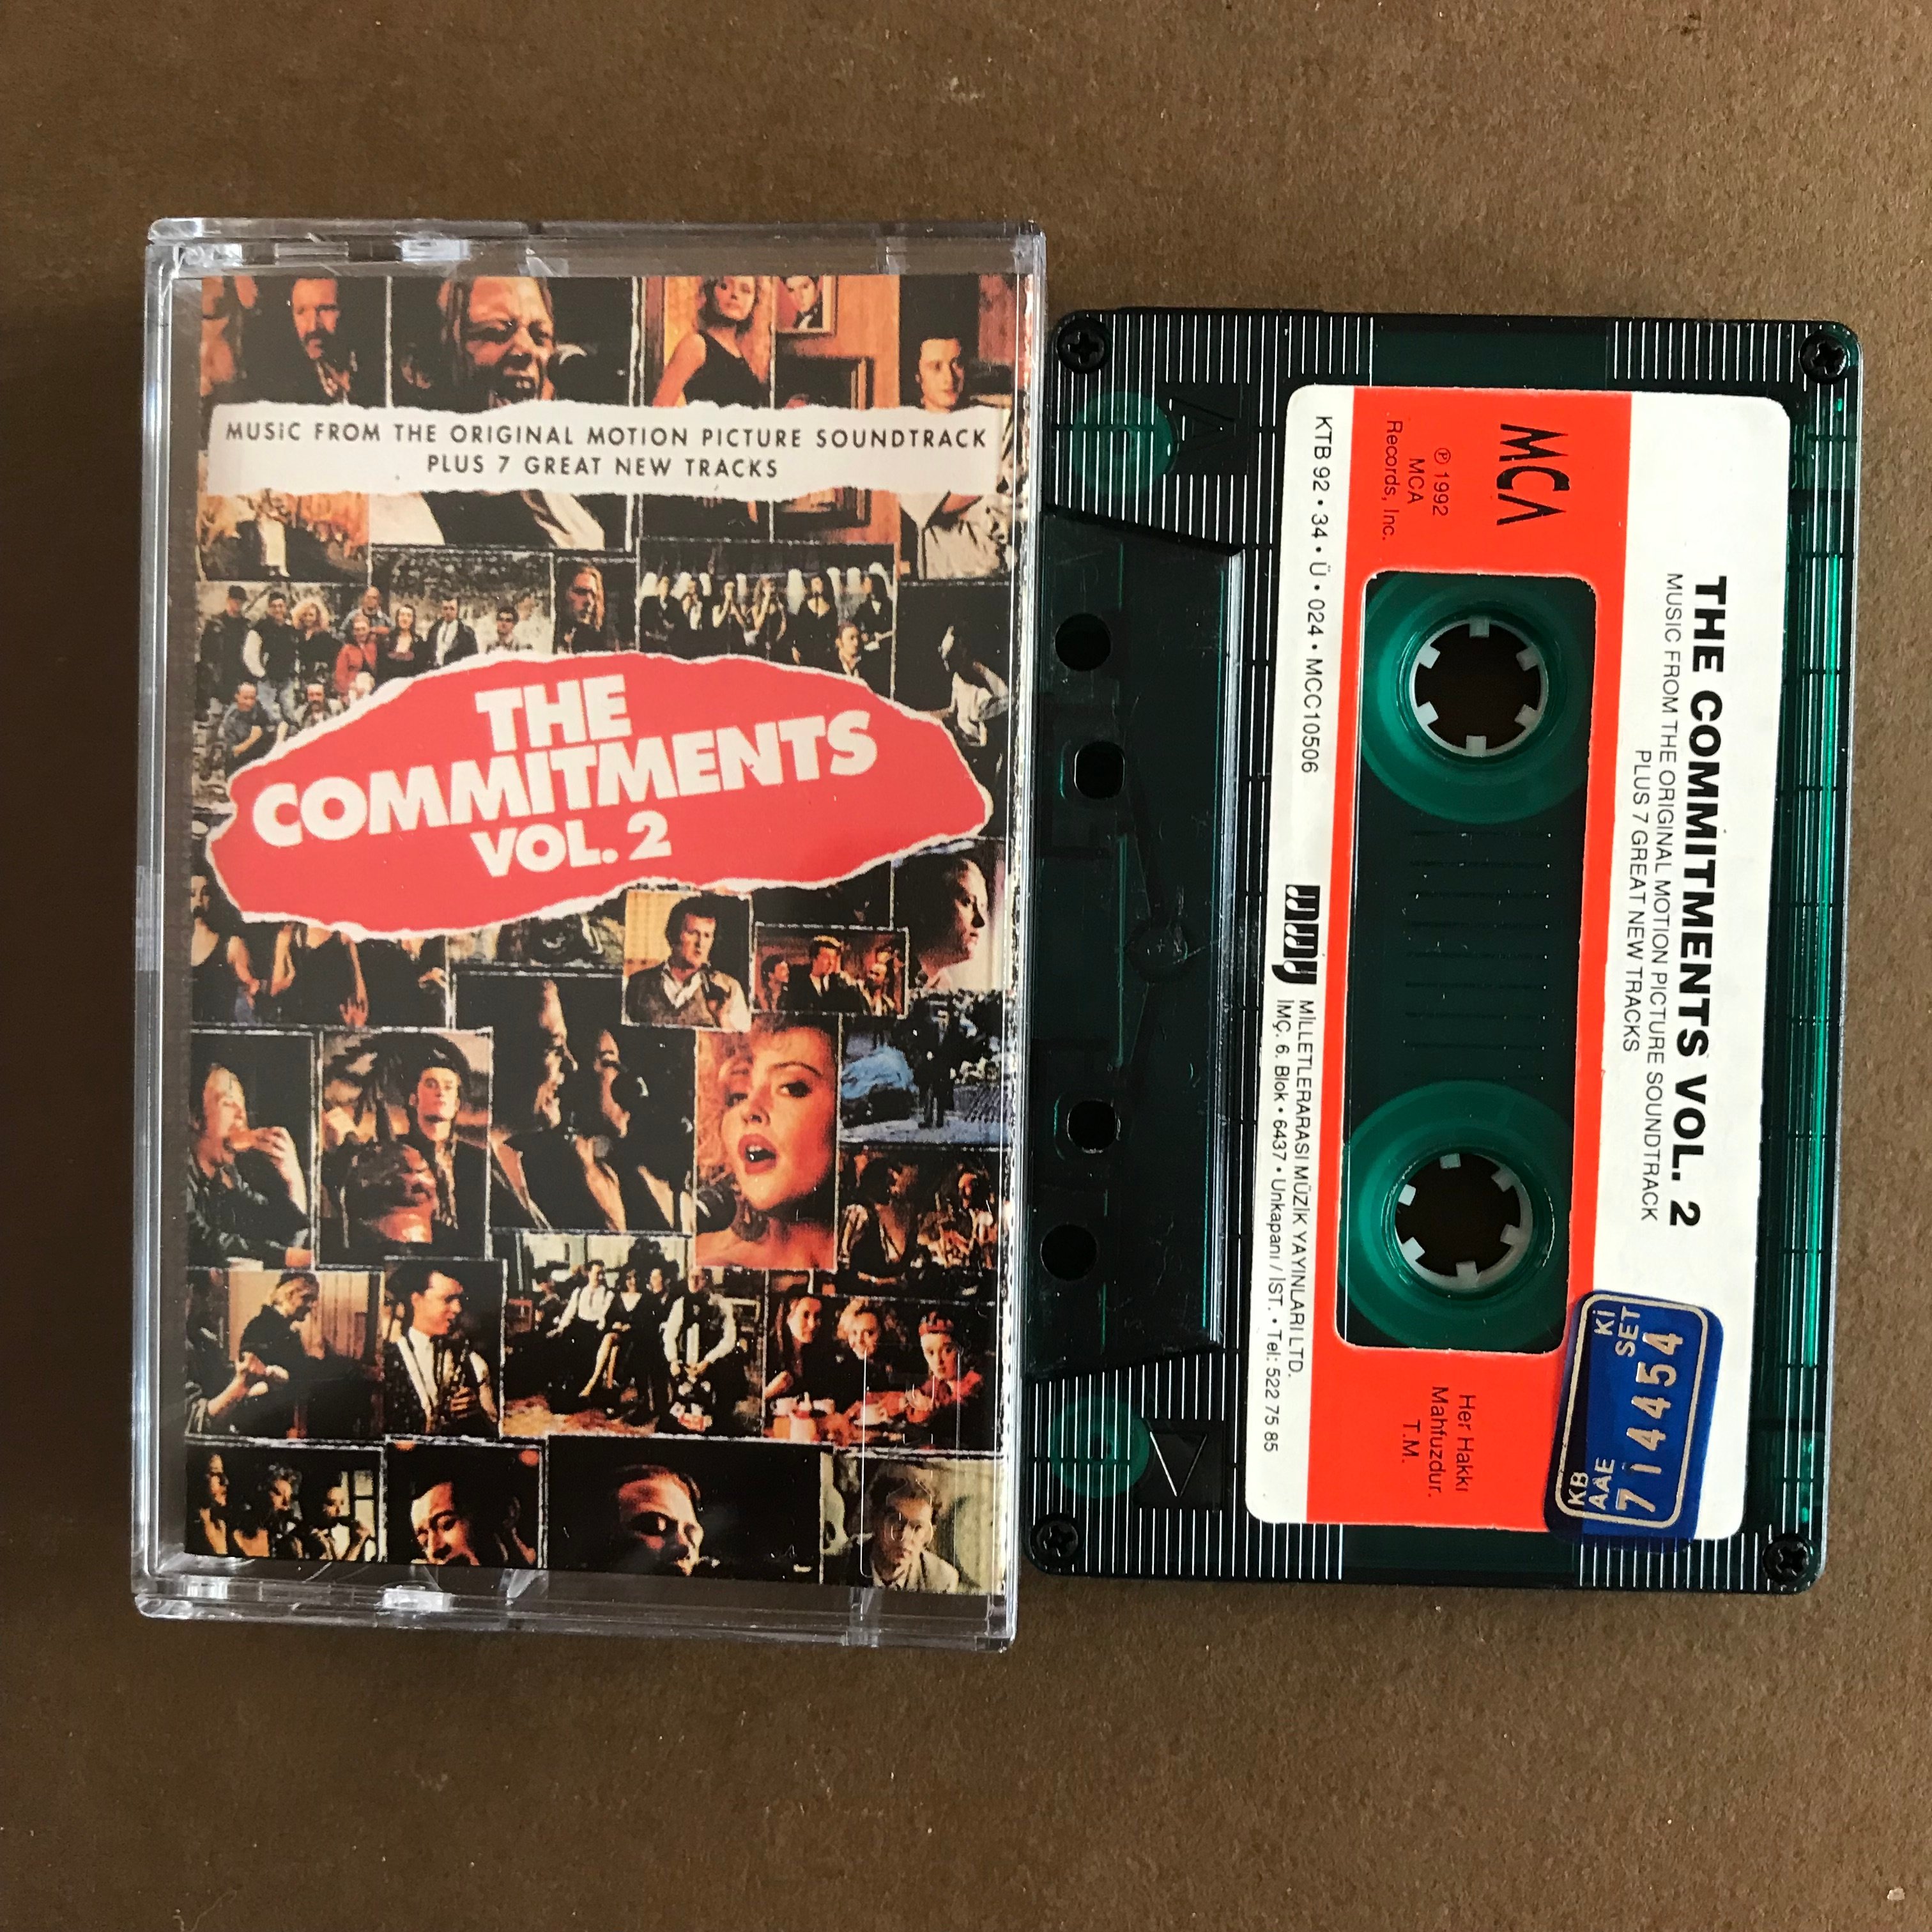 MUSIC FROM THE ORIGINAL MOTION PICTURE SOUNDTRACK
PLUS 7 GREAT NEW TRACKS
THE
COMMITMENTS
VOL. 2
THE COMMITMENTS VOL. 2
MUSIC FROM THE ORIGINAL MOTION PICTURE SOUNDTRACK
PLUS 7 GREAT NEW TRACKS
MCA
℗ 1992
MCA
Records, Inc.
Her Hakkı
Mahfuzdur.
T.M.
KTB 92 • 34 • Ü • 024 • MCC10506
MİLLETLERARASI MÜZİK YAYINLARI LTD.
İMÇ. 6. Blok • 6437 • Unkapanı / İST. • Tel: 522 75 85
Kİ
SET
KB
AAE
714454
A